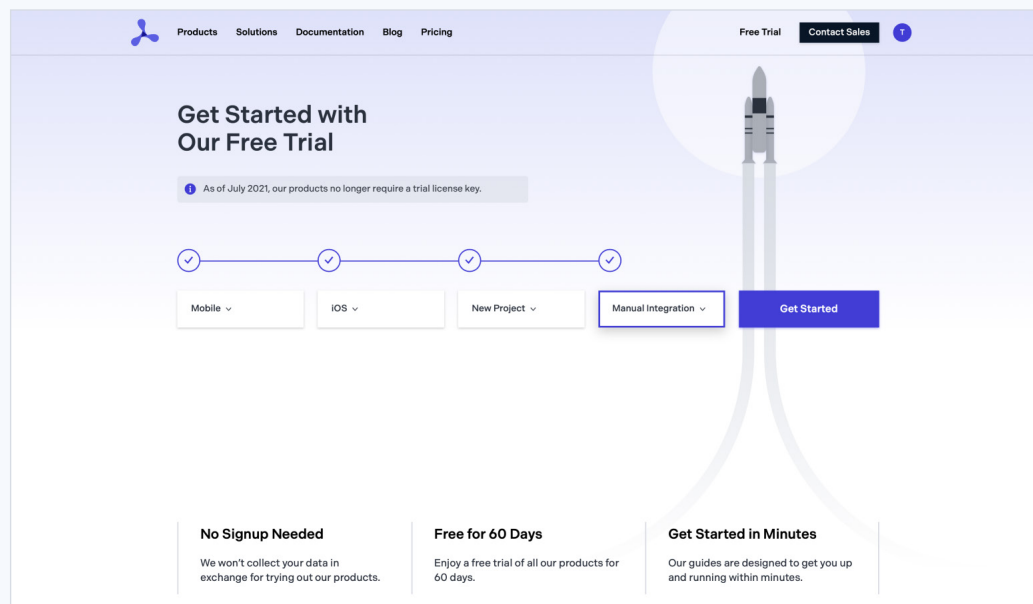 Products Solutions Documentation Blog Pricing Free Trial Contact Sales T
Get Started with
Our Free Trial
As of July 2021, our products no longer require a trial license key.
Mobile iOS New Project Manual Integration Get Started
No Signup Needed
We won't collect your data in
exchange for trying out our products.
Free for 60 Days
Enjoy a free trial of all our products for
60 days.
Get Started in Minutes
Our guides are designed to get you up
and running within minutes.